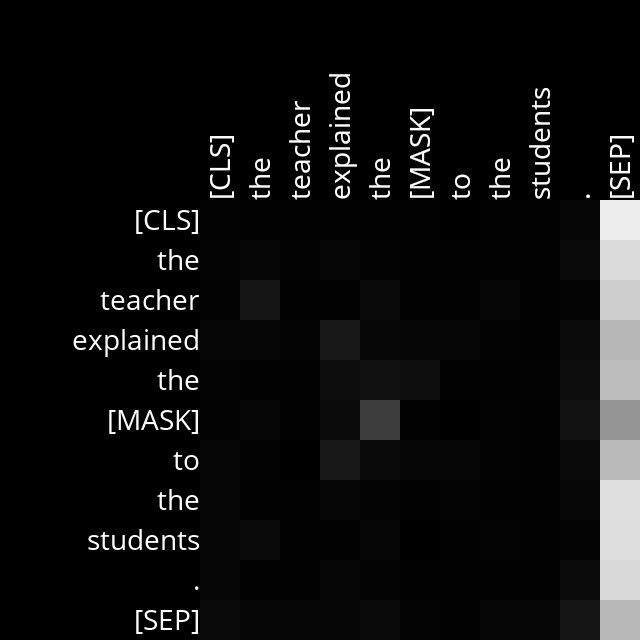 [CLS] the teacher explained the [MASK] to the students . [SEP]
[CLS]
the
teacher
explained
the
[MASK]
to
the
students
.
[SEP]